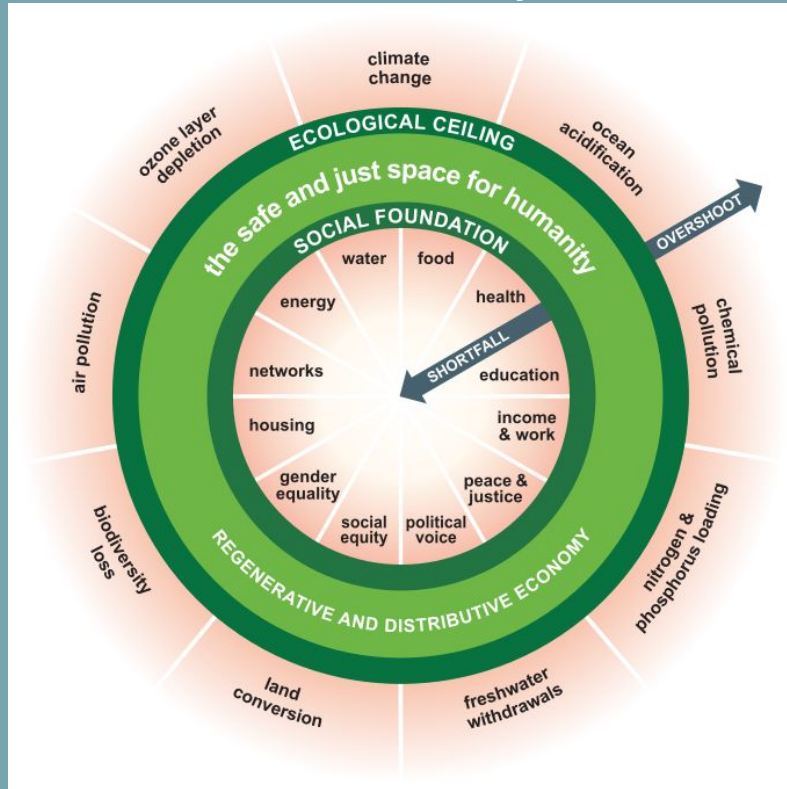 climate
change
ocean
acidification
chemical
pollution
nitrogen &
phosphorus loading
freshwater
withdrawals
land
conversion
biodiversity
loss
air pollution
ozone layer
depletion
ECOLOGICAL CEILING
OVERSHOOT
the safe and just space for humanity
SOCIAL FOUNDATION
water
food
health
SHORTFALL
education
income
& work
peace &
justice
political
voice
social
equity
gender
equality
housing
networks
energy
REGENERATIVE AND DISTRIBUTIVE ECONOMY